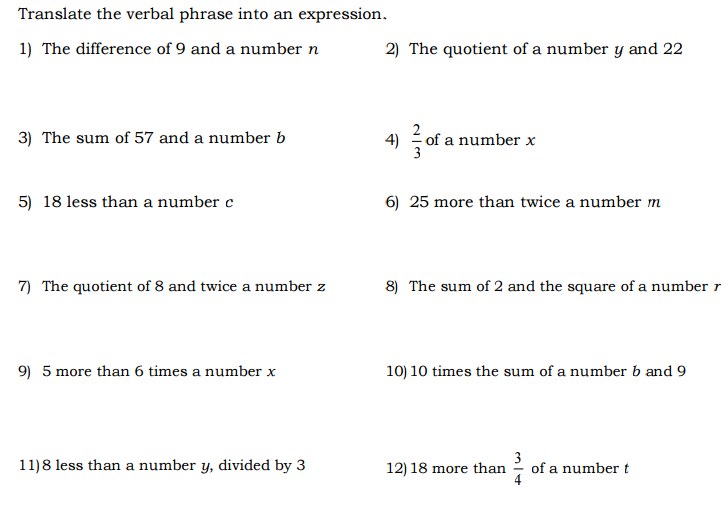 Translate the verbal phrase into an expression.
1) The difference of 9 and a number n
2) The quotient of a number y and 22
3) The sum of 57 and a number b
4) 2/3 of a number x
5) 18 less than a number c
6) 25 more than twice a number m
7) The quotient of 8 and twice a number z
8) The sum of 2 and the square of a number r
9) 5 more than 6 times a number x
10) 10 times the sum of a number b and 9
11) 8 less than a number y, divided by 3
12) 18 more than 3/4 of a number t